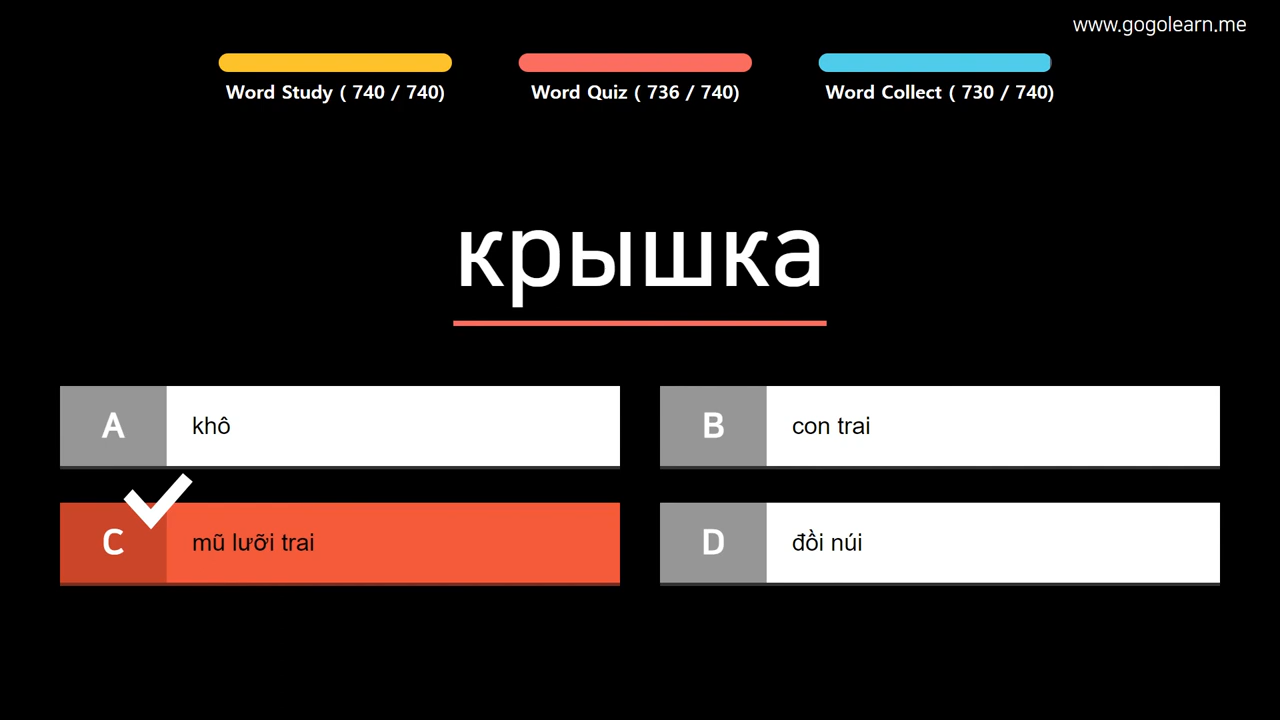 www.gogolearn.me
Word Study ( 740 / 740)
Word Quiz ( 736 / 740)
Word Collect ( 730 / 740)
крышка
A khô
B con trai
C mũ lưỡi trai
D đồi núi